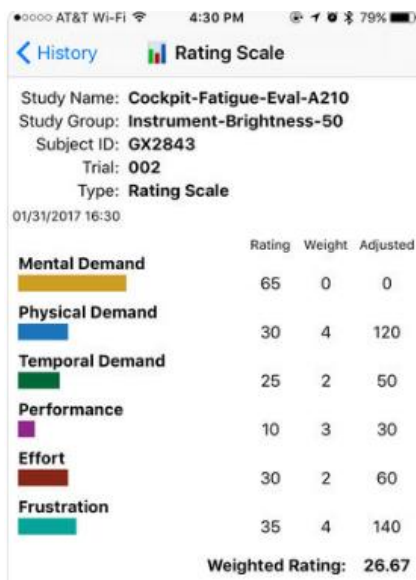 AT&T Wi-Fi 4:30 PM 79%
History Rating Scale
Study Name: Cockpit-Fatigue-Eval-A210
Study Group: Instrument-Brightness-50
Subject ID: GX2843
Trial: 002
Type: Rating Scale
01/31/2017 16:30
Rating Weight Adjusted
Mental Demand
65 0 0
Physical Demand
30 4 120
Temporal Demand
25 2 50
Performance
10 3 30
Effort
30 2 60
Frustration
35 4 140
Weighted Rating: 26.67